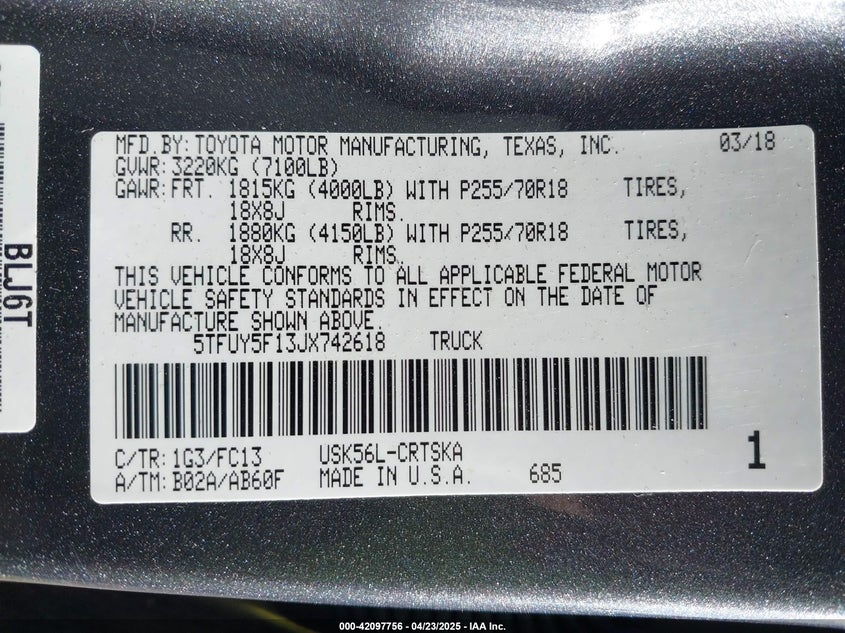 MFD.BY:TOYOTA MOTOR MANUFACTURING, TEXAS, INC. 03/18
GVWR:3220KG (7100LB)
GAWR:FRT. 1815KG (4000LB) WITH P255/70R18 TIRES,
18X8J RIMS.
RR. 1880KG (4150LB) WITH P255/70R18 TIRES,
18X8J RIMS.
THIS VEHICLE CONFORMS TO ALL APPLICABLE FEDERAL MOTOR
VEHICLE SAFETY STANDARDS IN EFFECT ON THE DATE OF
MANUFACTURE SHOWN ABOVE.
5TFUY5F13JX742618 TRUCK
C/TR:1G3/FC13 USK56L-CRTSKA
A/TM:B02A/AB60F MADE IN U.S.A. 685
1
BLJ6T
000-42097756 - 04/23/2025 - IAA Inc.